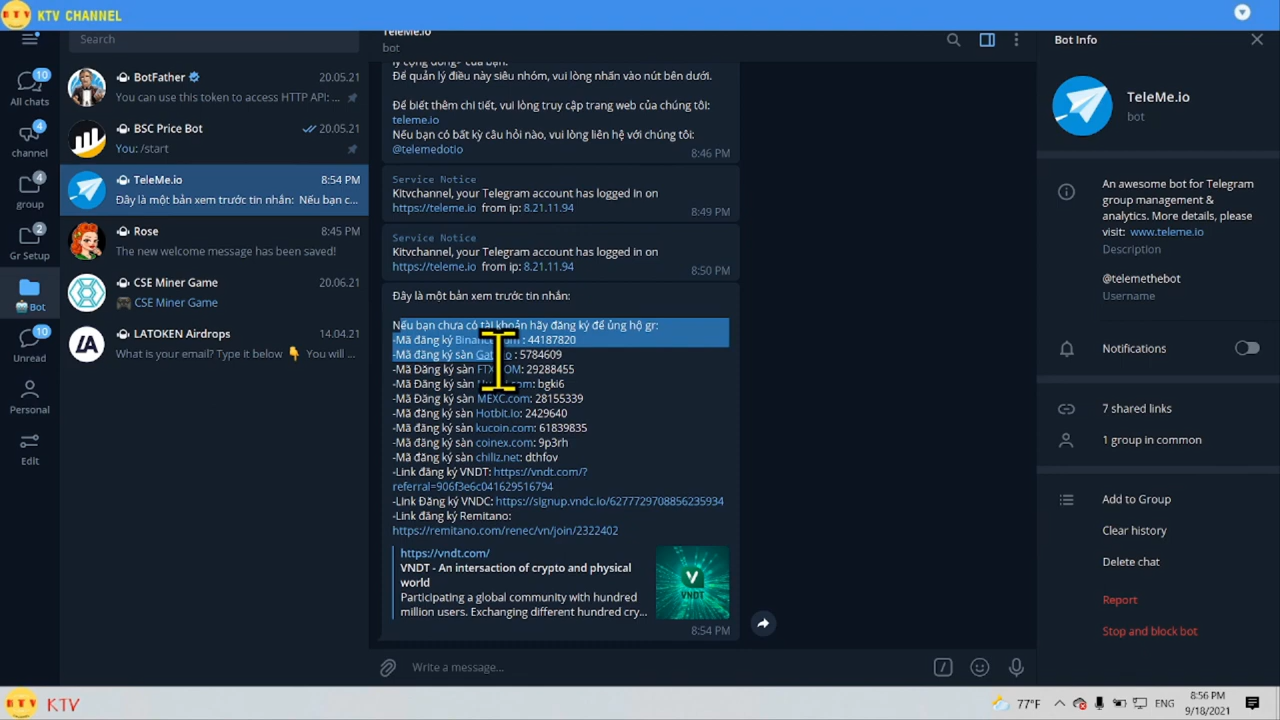 KTV CHANNEL
Search
TeleMe.io
bot
Bot Info
10
All chats
4
channel
4
group
2
Gr Setup
Bot
10
Unread
Personal
Edit
BotFather
20.05.21
You can use this token to access HTTP API: ...
BSC Price Bot
20.05.21
You: /start
TeleMe.io
8:54 PM
Đây là một bản xem trước tin nhắn: Nếu bạn c...
Rose
8:45 PM
The new welcome message has been saved!
CSE Miner Game
20.06.21
CSE Miner Game
LATOKEN Airdrops
14.04.21
What is your email? Type it below 👇 You will ...
Để quản lý điều này siêu nhóm, vui lòng nhấn vào nút bên dưới.
Để biết thêm chi tiết, vui lòng truy cập trang web của chúng tôi:
teleme.io
Nếu bạn có bất kỳ câu hỏi nào, vui lòng liên hệ với chúng tôi:
@telemedotio
8:46 PM
Service Notice
Kitvchannel, your Telegram account has logged in on
https://teleme.io from ip: 8.21.11.94
8:49 PM
Service Notice
Kitvchannel, your Telegram account has logged in on
https://teleme.io from ip: 8.21.11.94
8:50 PM
Đây là một bản xem trước tin nhắn:
Nếu bạn chưa có tài khoản hãy đăng ký để ủng hộ gr:
-Mã đăng ký : 44187820
-Mã đăng ký sàn : 5784609
-Mã Đăng ký sàn : 29288455
-Mã Đăng ký sàn : bgki6
-Mã Đăng ký sàn MEXC.com: 28155339
-Mã đăng ký sàn Hotbit.io: 2429640
-Mã đăng ký sàn kucoin.com: 61839835
-Mã đăng ký sàn coinex.com: 9p3rh
-Mã đăng ký sàn chiliz.net: dthfov
-Link đăng ký VNDT: https://vndt.com/?
referral=906f3e6c041629516794
-Link Đăng ký VNDC: https://signup.vndc.io/6277729708856235934
-Link đăng ký Remitano:
https://remitano.com/renec/vn/join/2322402
https://vndt.com/
VNDT - An intersaction of crypto and physical
world
Participating a global community with hundred
million users. Exchanging different hundred cry...
V
VNDT
8:54 PM
Write a message...
TeleMe.io
bot
An awesome bot for Telegram
group management &
analytics. More details, please
visit: www.teleme.io
Description
@telemethebot
Username
Notifications
7 shared links
1 group in common
Add to Group
Clear history
Delete chat
Report
Stop and block bot
KTV
KTV
77°F
ENG
8:56 PM
9/18/2021